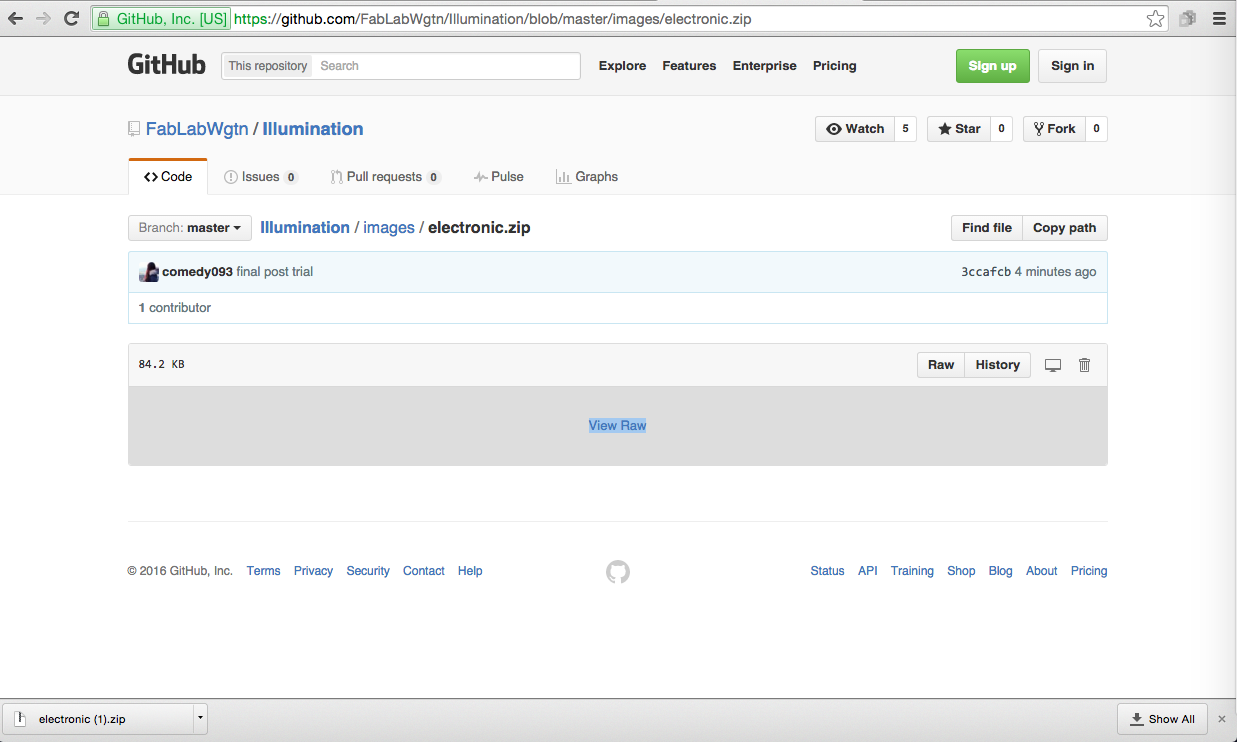 GitHub, Inc. [US] https://github.com/FabLabWgtn/Illumination/blob/master/images/electronic.zip
GitHub This repository Search Explore Features Enterprise Pricing Sign up Sign in
FabLabWgtn / Illumination Watch 5 Star 0 Fork 0
Code Issues 0 Pull requests 0 Pulse Graphs
Branch: master Illumination / images / electronic.zip Find file Copy path
comedy093 final post trial 3ccafcb 4 minutes ago
1 contributor
84.2 KB Raw History
View Raw
© 2016 GitHub, Inc. Terms Privacy Security Contact Help Status API Training Shop Blog About Pricing
electronic (1).zip Show All